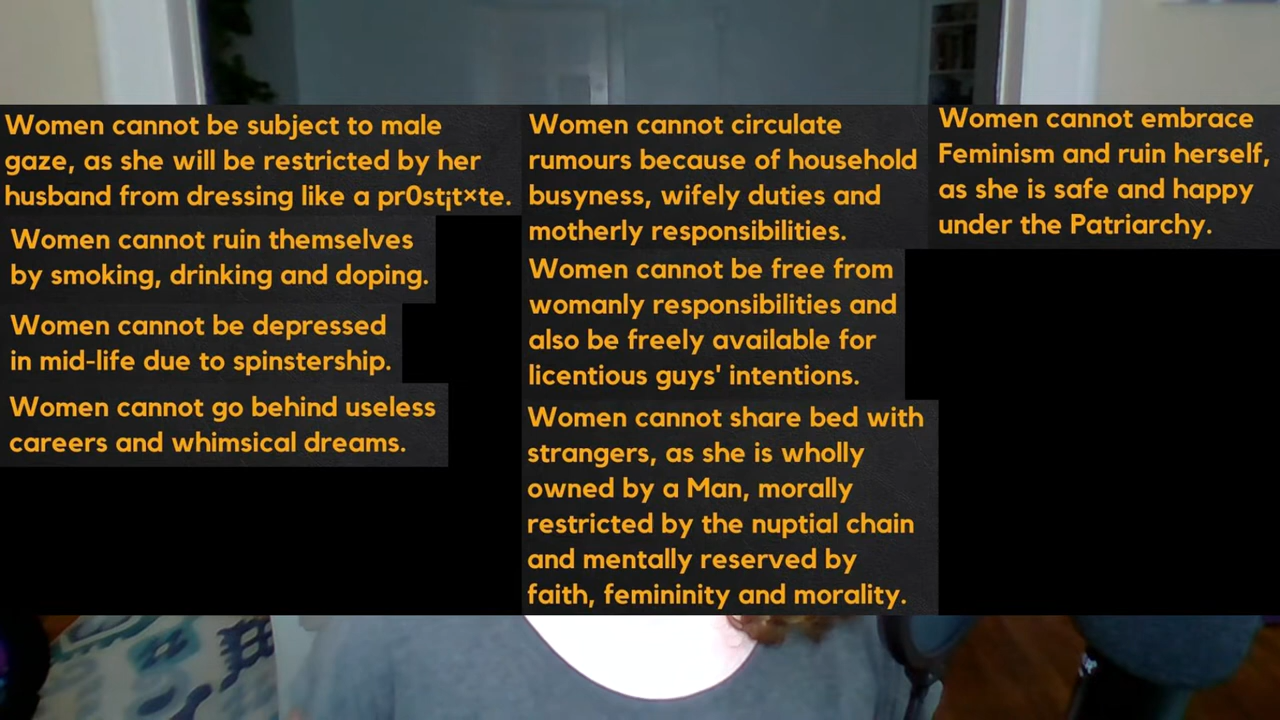 Women cannot be subject to male
gaze, as she will be restricted by her
husband from dressing like a pr0st¡t×te.
Women cannot ruin themselves
by smoking, drinking and doping.
Women cannot be depressed
in mid-life due to spinstership.
Women cannot go behind useless
careers and whimsical dreams.
Women cannot circulate
rumours because of household
busyness, wifely duties and
motherly responsibilities.
Women cannot be free from
womanly responsibilities and
also be freely available for
licentious guys' intentions.
Women cannot share bed with
strangers, as she is wholly
owned by a Man, morally
restricted by the nuptial chain
and mentally reserved by
faith, femininity and morality.
Women cannot embrace
Feminism and ruin herself,
as she is safe and happy
under the Patriarchy.